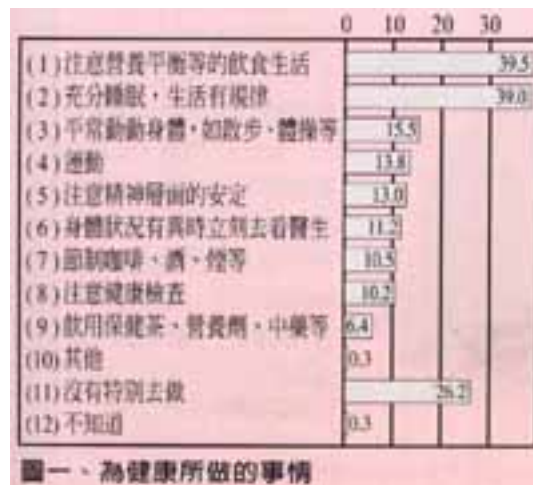 0 10 20 30
(1)注意營養平衡等的飲食生活 39.5
(2)充分睡眠，生活有規律 39.0
(3)平常動動身體，如散步、體操等 15.5
(4)運動 13.8
(5)注意精神層面的安定 13.0
(6)身體狀況有異時立刻去看醫生 11.2
(7)節制咖啡、酒、煙等 10.5
(8)注意健康檢查 10.2
(9)飲用保健茶、營養劑、中藥等 6.4
(10)其他 0.3
(11)沒有特別去做 26.2
(12)不知道 0.3
圖一、為健康所做的事情